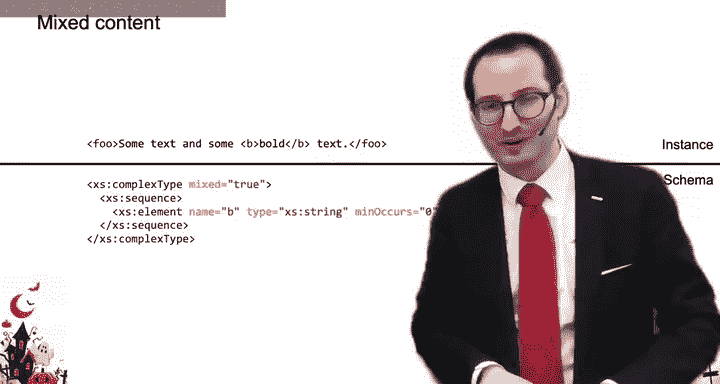 Mixed content
<foo>Some text and some <b>bold</b> text.</foo>
Instance
Schema
<xs:complexType mixed="true">
  <xs:sequence>
    <xs:element name="b" type="xs:string" minOccurs="0"
  </xs:sequence>
</xs:complexType>